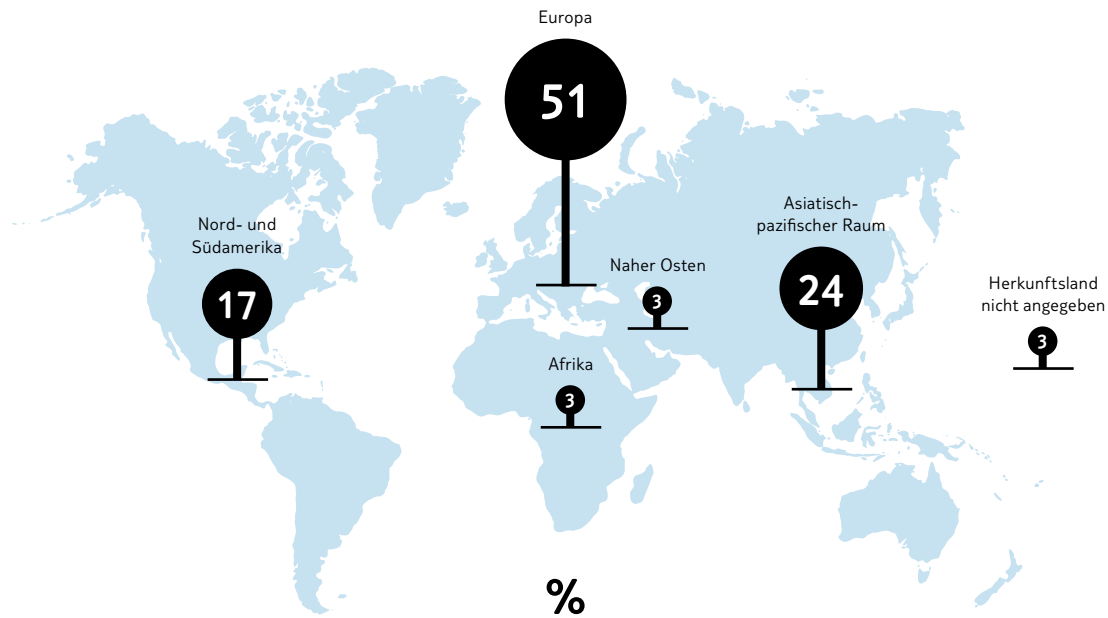 Europa
51
Nord- und
Südamerika
17
Naher Osten
3
Afrika
3
Asiatisch-
pazifischer Raum
24
Herkunftsland
nicht angegeben
3
%